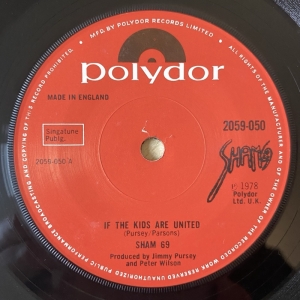 MFG BY POLYDOR RECORDS LIMITED · ALL RIGHTS OF THE MANUFACTURER AND OF THE OWNER OF THE RECORDED WORK RESERVED UNAUTHORIZED PUBLIC PERFORMANCE BROADCASTING AND COPYING OF THIS RECORD PROHIBITED.
polydor
MADE IN ENGLAND
2059-050
Singatune
Publg.
Sham 69
2059-050 A
℗ 1978
Polydor
Ltd. U.K.
IF THE KIDS ARE UNITED
(Pursey/Parsons)
SHAM 69
Produced by Jimmy Pursey
and Peter Wilson